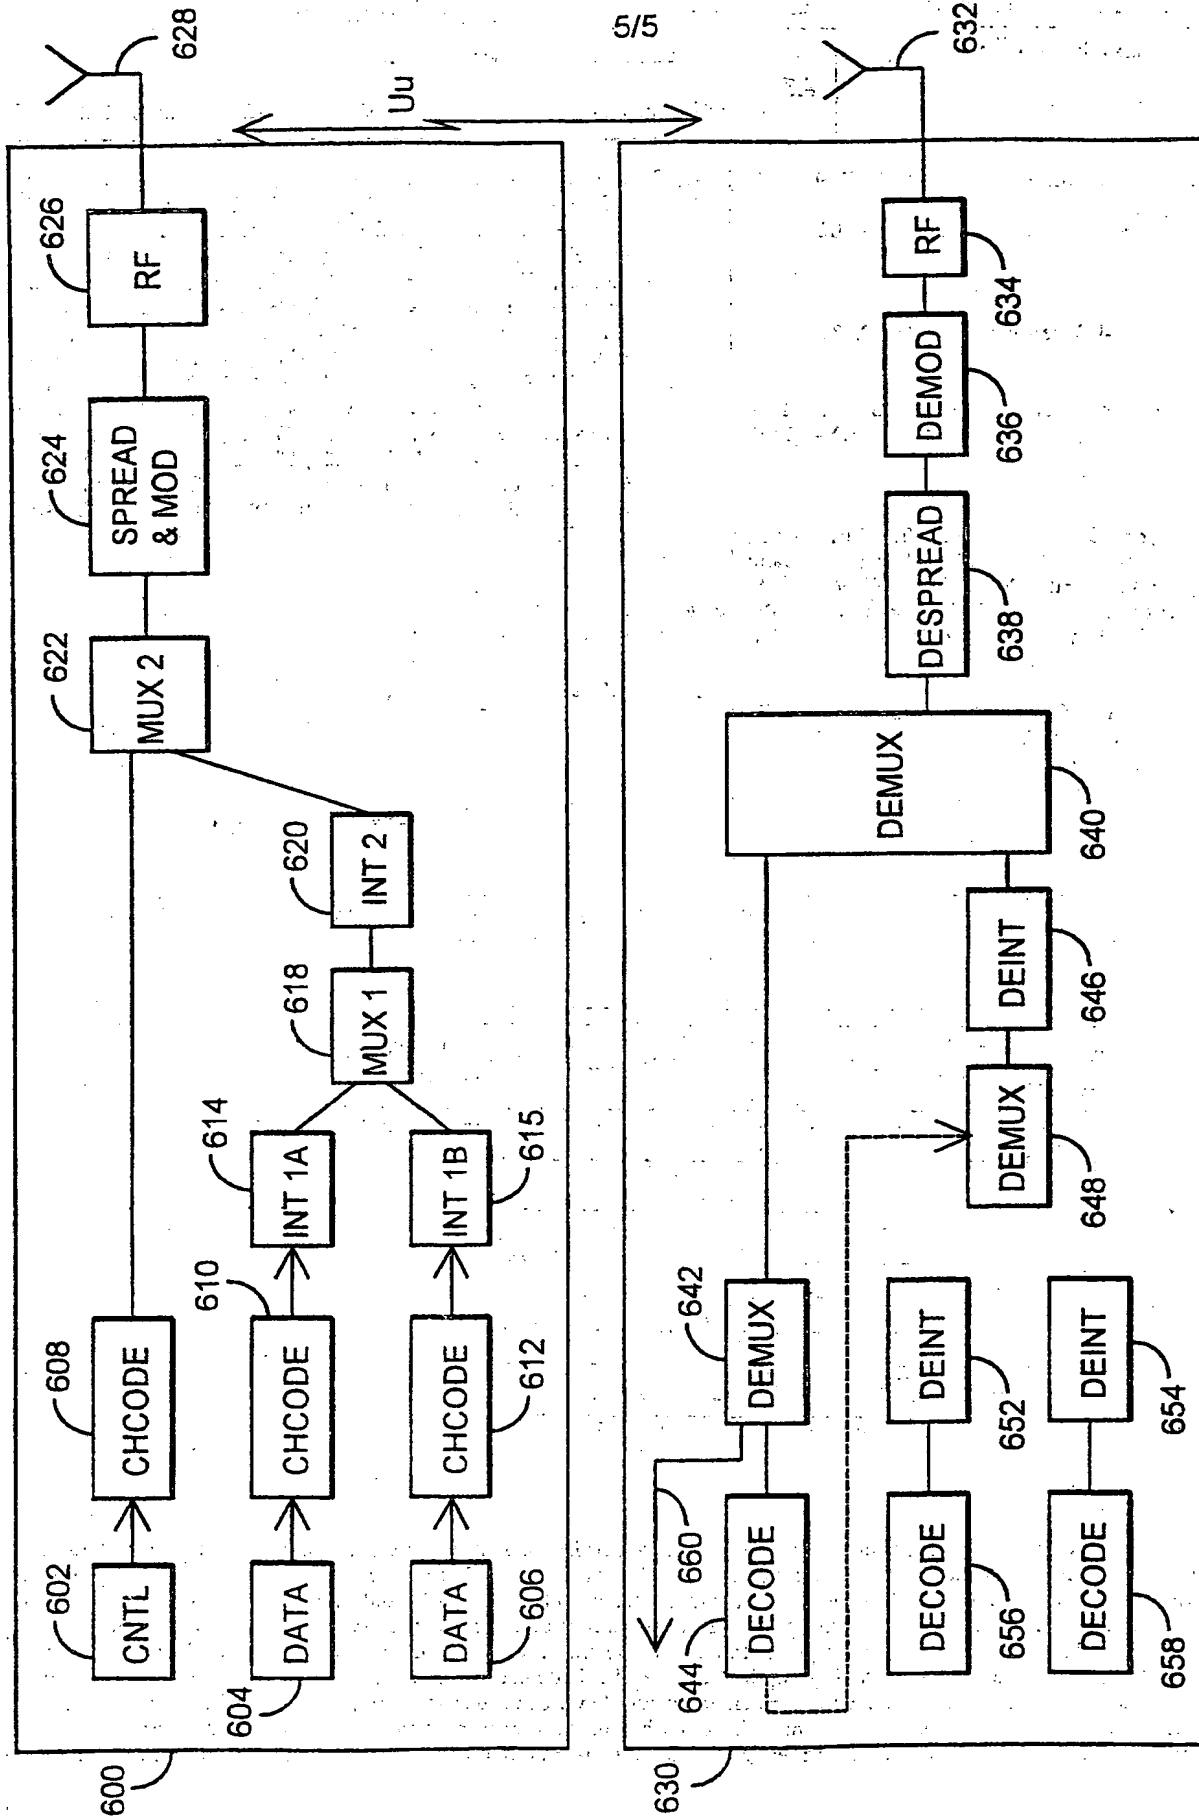 5/5
600
602
CNTL
608
CHCODE
622
MUX 2
624
SPREAD
& MOD
626
RF
628
604
DATA
610
CHCODE
614
INT 1A
618
MUX 1
620
INT 2
606
DATA
612
CHCODE
615
INT 1B
Uu
630
644
DECODE
660
642
DEMUX
DEMUX
640
DESPREAD
638
DEMOD
636
RF
634
632
DECODE
656
DEINT
652
DEMUX
648
DEINT
646
DECODE
658
DEINT
654